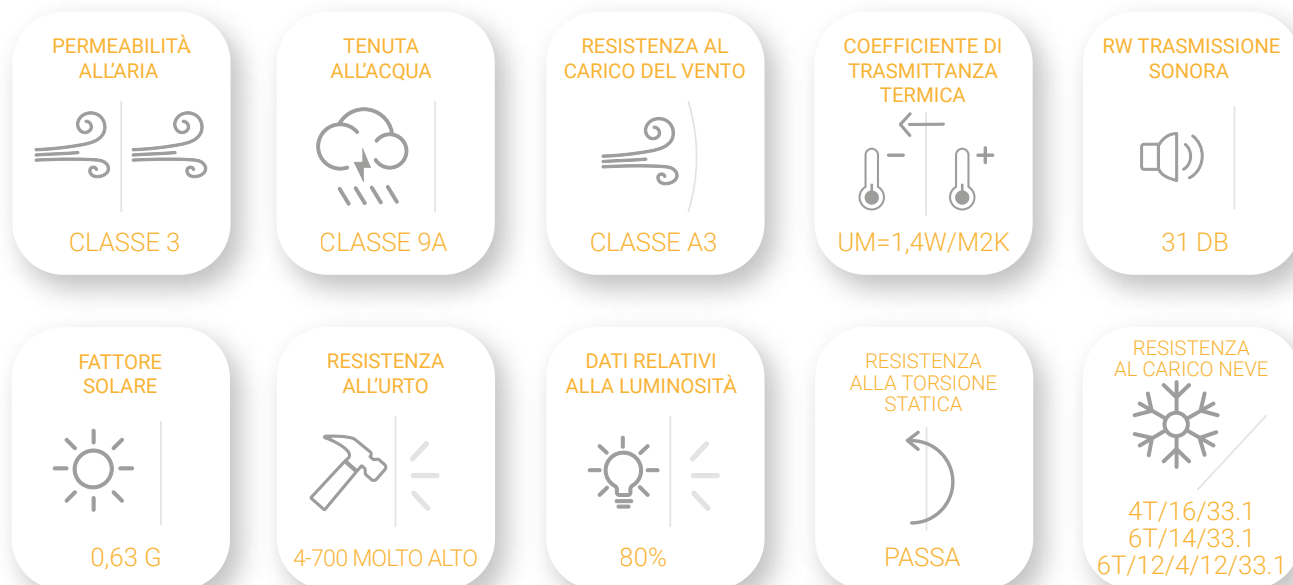 PERMEABILITÀ
ALL'ARIA
CLASSE 3
TENUTA
ALL'ACQUA
CLASSE 9A
RESISTENZA AL
CARICO DEL VENTO
CLASSE A3
COEFFICIENTE DI
TRASMITTANZA
TERMICA
UM=1,4W/M2K
RW TRASMISSIONE
SONORA
31 DB
FATTORE
SOLARE
0,63 G
RESISTENZA
ALL'URTO
4-700 MOLTO ALTO
DATI RELATIVI
ALLA LUMINOSITÀ
80%
RESISTENZA
ALLA TORSIONE
STATICA
PASSA
RESISTENZA
AL CARICO NEVE
4T/16/33.1
6T/14/33.1
6T/12/4/12/33.1